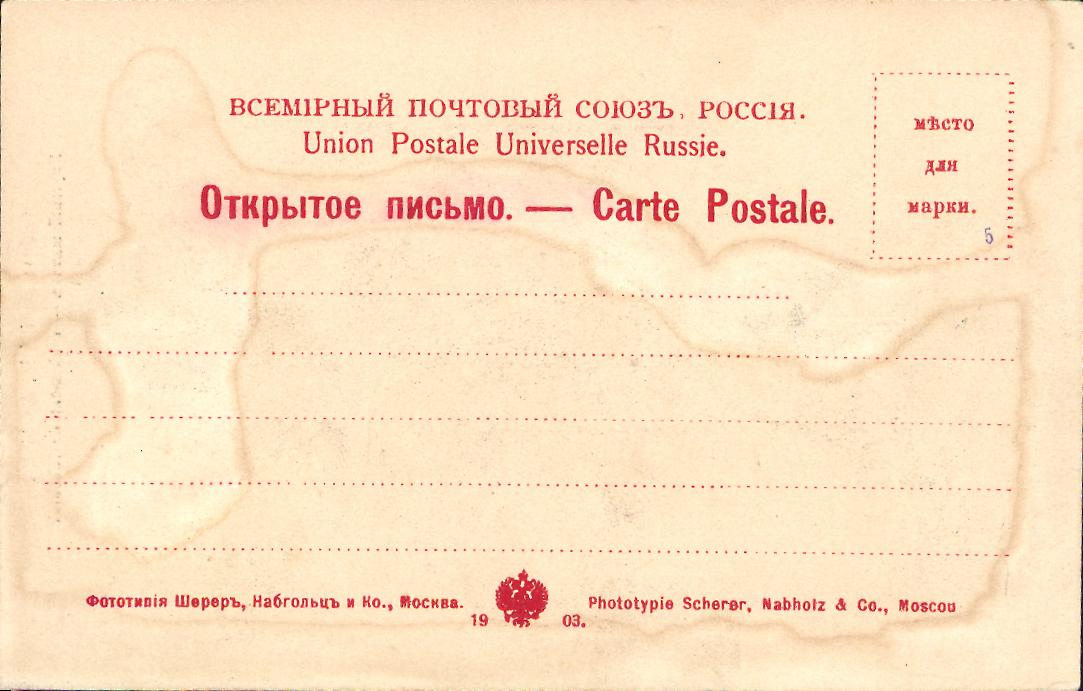 ВСЕМІРНЫЙ ПОЧТОВЫЙ СОЮЗЪ, РОССІЯ.
Union Postale Universelle Russie.
Открытое письмо. — Carte Postale.
мѣсто
для
марки.
5
Фототипія Шереръ, Набгольцъ и Ко., Москва.
Phototypie Scherer, Nabholz & Co., Moscou
19 03.